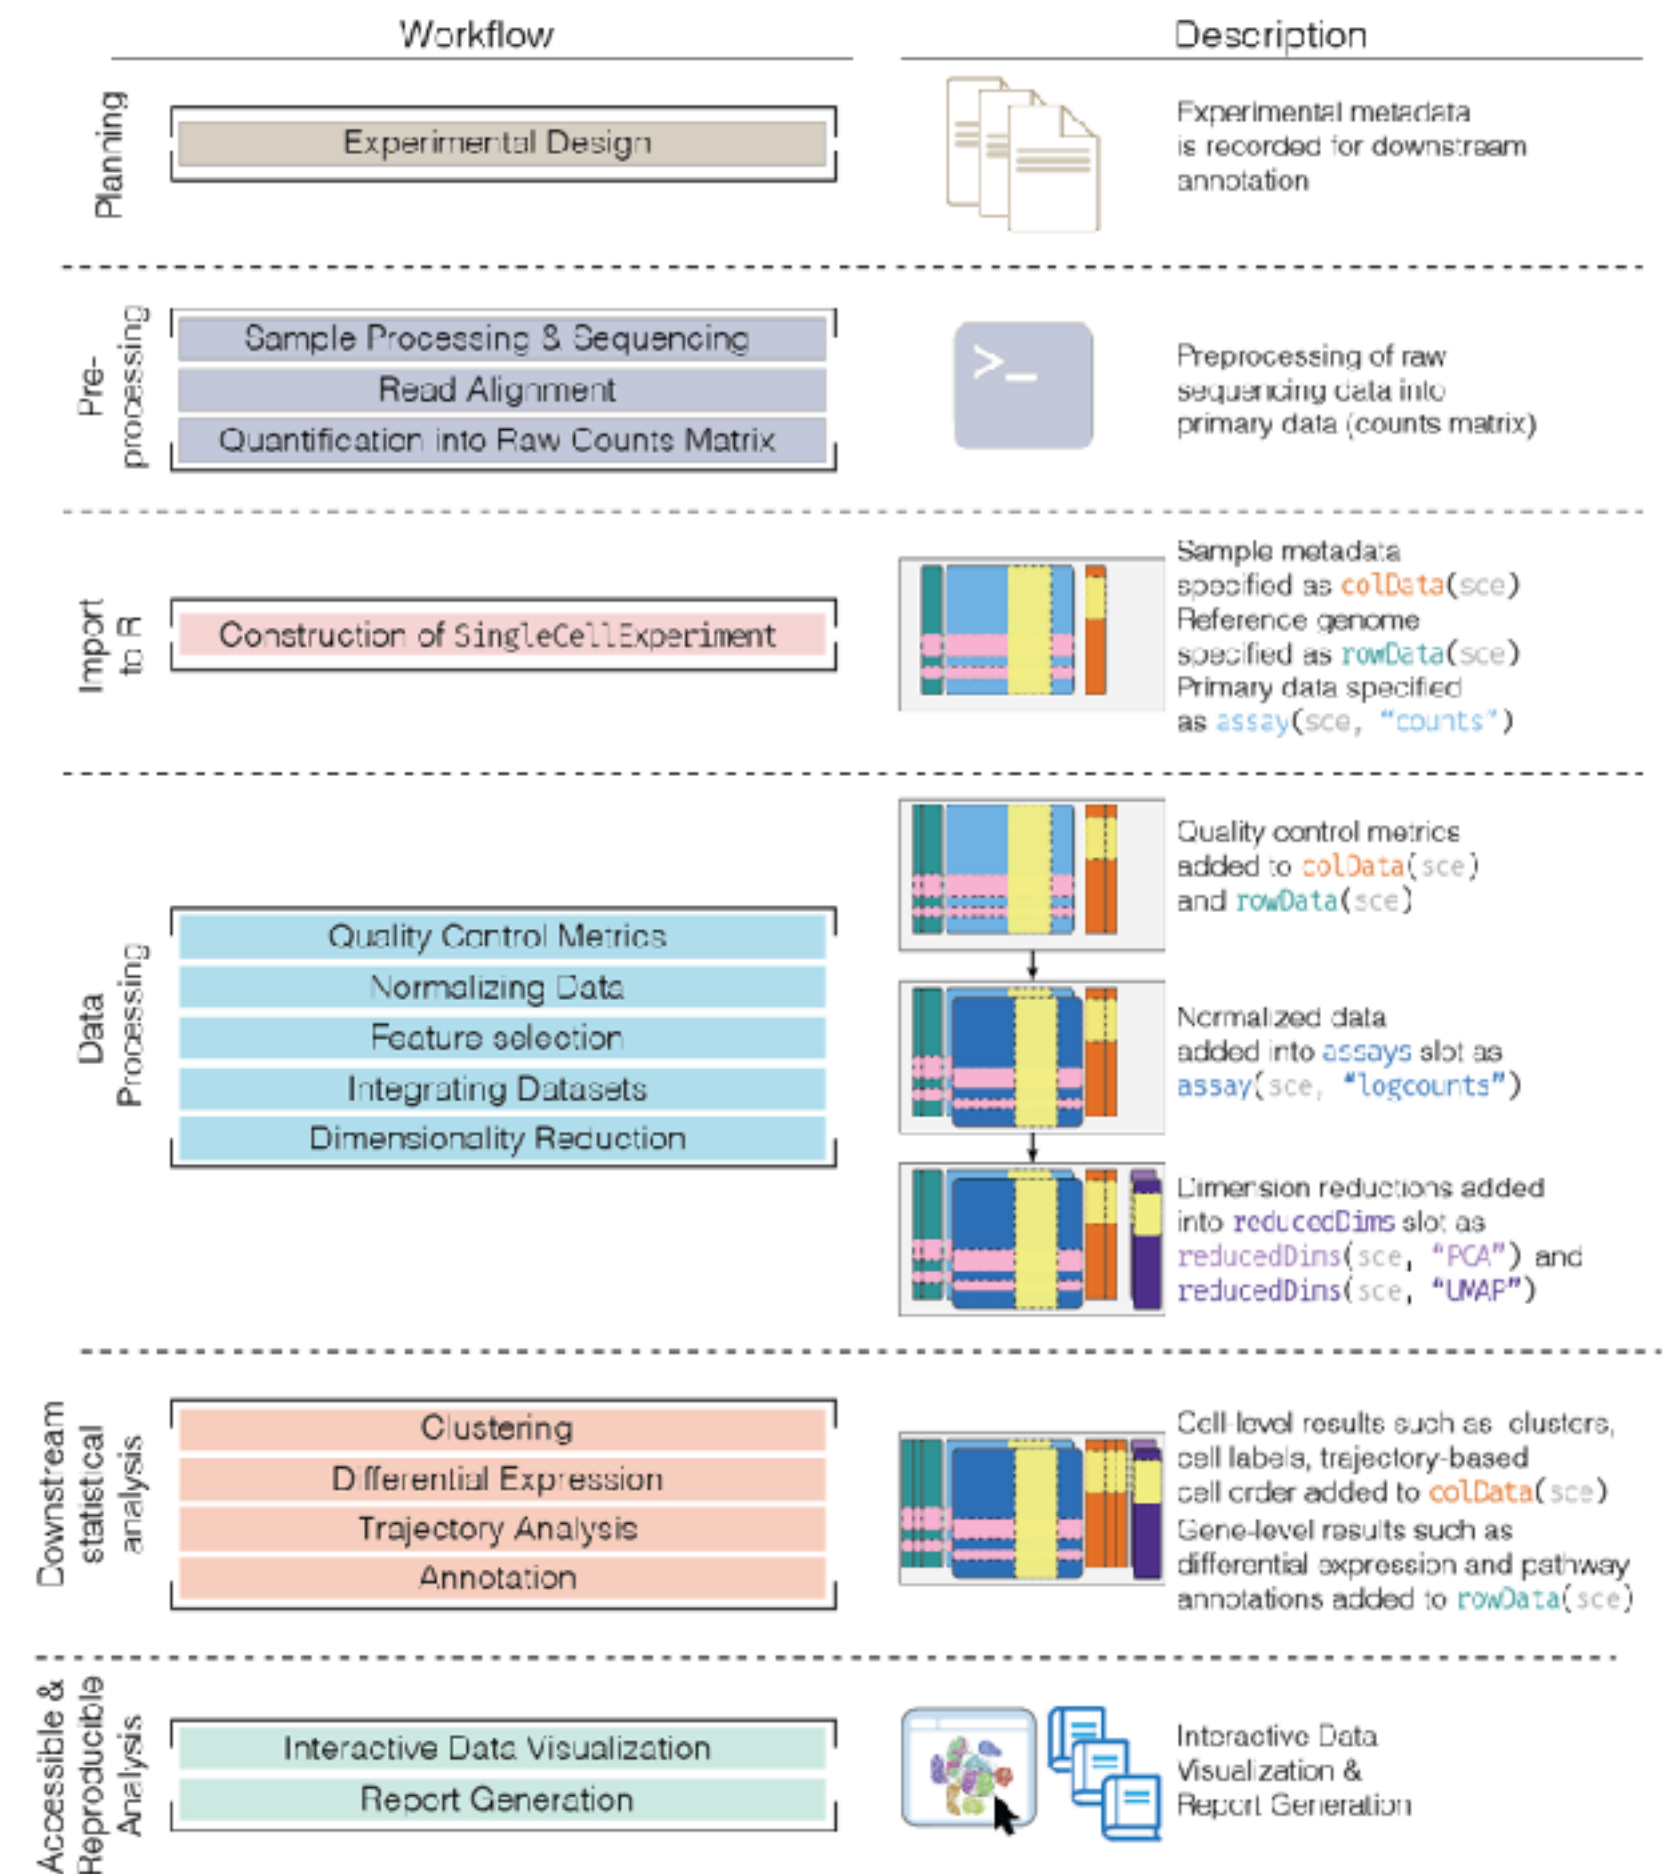 Workflow
Description
Planning
Experimental Design
Experimental metadata
is recorded for downstream
annotation
Pre-
processing
Sample Processing & Sequencing
Read Alignment
Quantification into Raw Counts Matrix
>_
Preprocessing of raw
sequencing data into
primary data (counts matrix)
Import
to R
Construction of SingleCellExperiment
Sample metadata
specified as colData(sce)
Reference genome
specified as rowData(sce)
Primary data specified
as assay(sce, “counts”)
Data
Processing
Quality Control Metrics
Normalizing Data
Feature selection
Integrating Datasets
Dimensionality Reduction
Quality control metrics
added to colData(sce)
and rowData(sce)
Normalized data
added into assays slot as
assay(sce, “logcounts”)
Dimension reductions added
into reducedDims slot as
reducedDims(sce, “PCA”) and
reducedDims(sce, “UMAP”)
Downstream
statistical
analysis
Clustering
Differential Expression
Trajectory Analysis
Annotation
Cell-level results such as clusters,
cell labels, trajectory-based
cell order added to colData(sce)
Gene-level results such as
differential expression and pathway
annotations added to rowData(sce)
Accessible &
Reproducible
Analysis
Interactive Data Visualization
Report Generation
Interactive Data
Visualization &
Report Generation